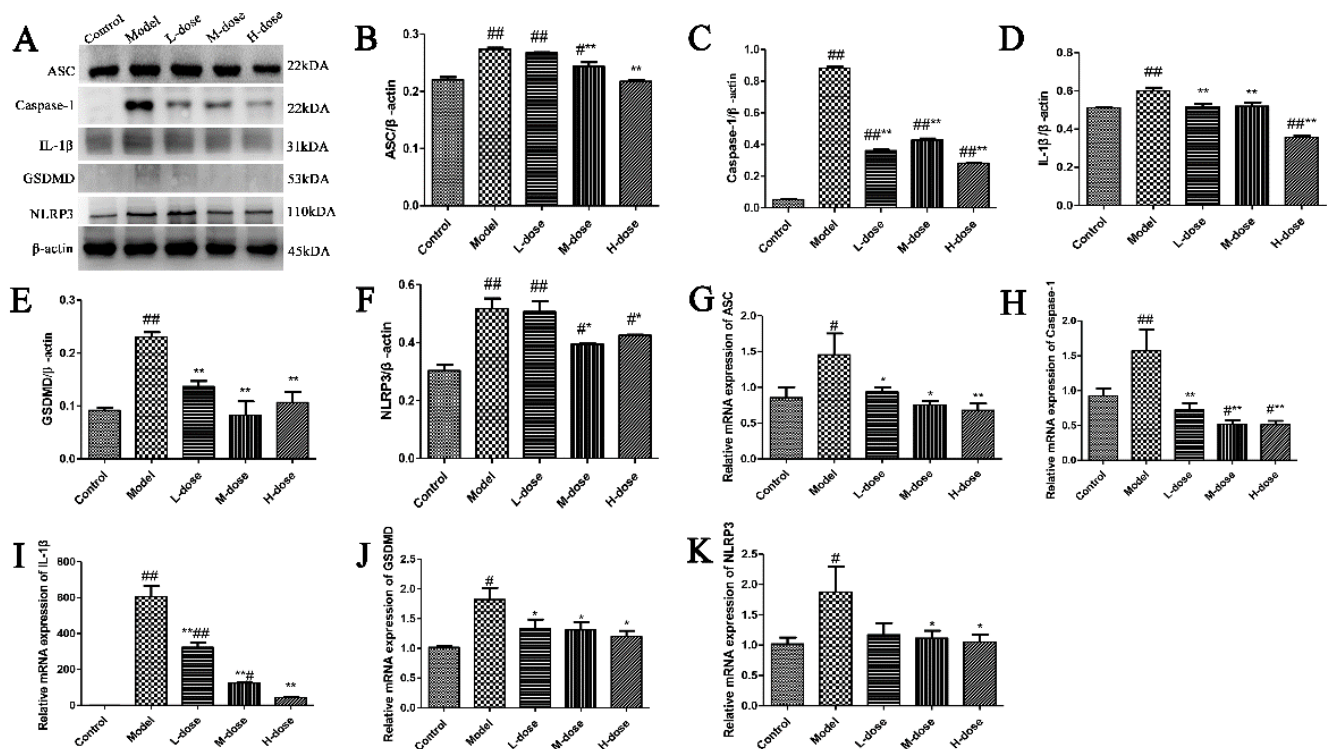 A
Control Model L-dose M-dose H-dose
ASC 22kDA
Caspase-1 22kDA
IL-1β 31kDA
GSDMD 53kDA
NLRP3 110kDA
β-actin 45kDA
B
ASC/β -actin
0.3
0.2
0.1
0.0
## ## #** **
Control Model L-dose M-dose H-dose
C
Caspase-1/β -actin
1.0
0.8
0.6
0.4
0.2
0.0
## ##** ##** ##**
Control Model L-dose M-dose H-dose
D
IL-1β/β -actin
0.8
0.6
0.4
0.2
0.0
## ** ** ##**
Control Model L-dose M-dose H-dose
E
GSDMD/β -actin
0.3
0.2
0.1
0.0
## ** ** **
Control Model L-dose M-dose H-dose
F
NLRP3/β -actin
0.6
0.4
0.2
0.0
## ## #* #*
Control Model L-dose M-dose H-dose
G
Relative mRNA expression of ASC
2.0
1.5
1.0
0.5
0.0
# * * **
Control Model L-dose M-dose H-dose
H
Relative mRNA expression of Caspase-1
2.0
1.5
1.0
0.5
0.0
## ** #** #**
Control Model L-dose M-dose H-dose
I
Relative mRNA expression of IL-1β
800
600
400
200
0
## **## **# **
Control Model L-dose M-dose H-dose
J
Relative mRNA expression of GSDMD
2.5
2.0
1.5
1.0
0.5
0.0
# * * *
Control Model L-dose M-dose H-dose
K
Relative mRNA expression of NLRP3
2.5
2.0
1.5
1.0
0.5
0.0
# * *
Control Model L-dose M-dose H-dose